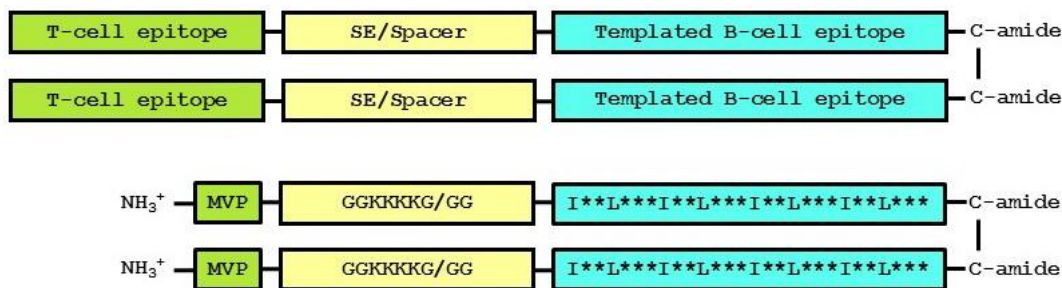 T-cell epitope SE/Spacer Templated B-cell epitope C-amide
T-cell epitope SE/Spacer Templated B-cell epitope C-amide
NH₃⁺ MVP GGKKKKG/GG I**L***I**L***I**L***I**L*** C-amide
NH₃⁺ MVP GGKKKKG/GG I**L***I**L***I**L***I**L*** C-amide